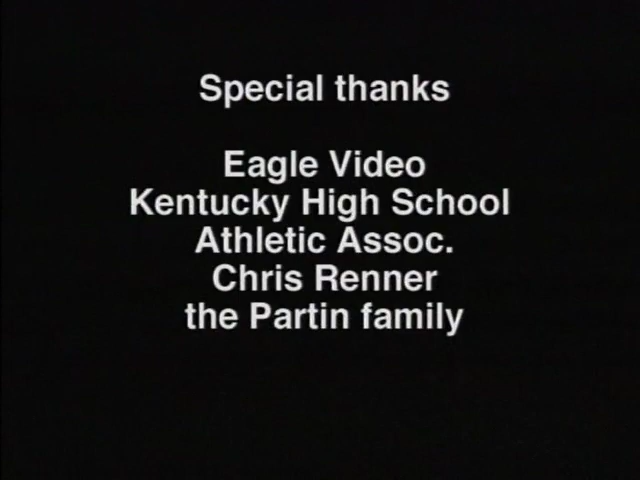 Special thanks
Eagle Video
Kentucky High School
Athletic Assoc.
Chris Renner
the Partin family